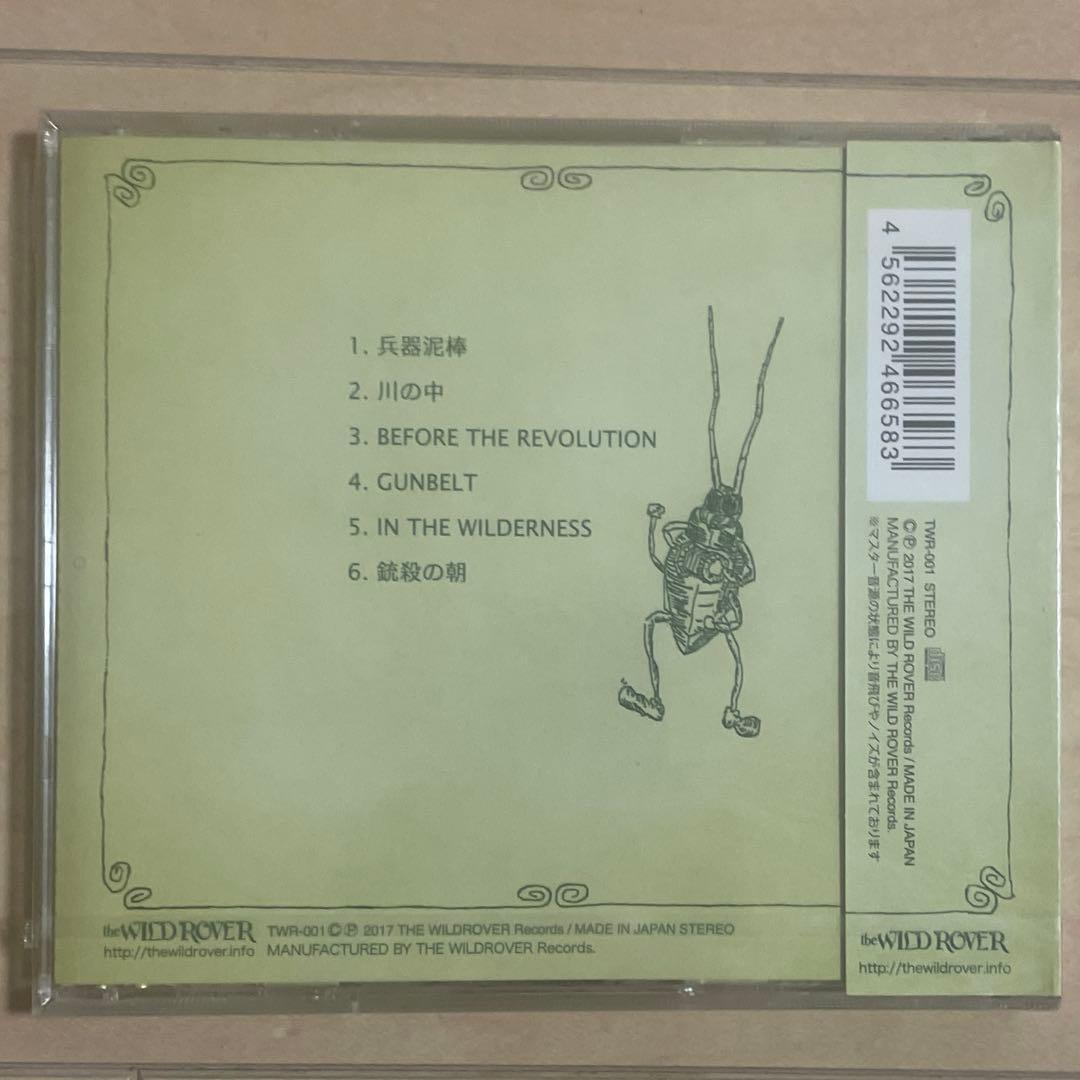 1. 兵器泥棒
2. 川の中
3. BEFORE THE REVOLUTION
4. GUNBELT
5. IN THE WILDERNESS
6. 銃殺の朝
the WILD ROVER
http://thewildrover.info
TWR-001 Ⓒ Ⓟ 2017 THE WILDROVER Records / MADE IN JAPAN STEREO
MANUFACTURED BY THE WILDROVER Records.
4 562292 466583
TWR-001 STEREO
Ⓒ Ⓟ 2017 THE WILD ROVER Records / MADE IN JAPAN
MANUFACTURED BY THE WILD ROVER Records.
※マスター音源の状態により音飛びやノイズが含まれております
the WILD ROVER
http://thewildrover.info